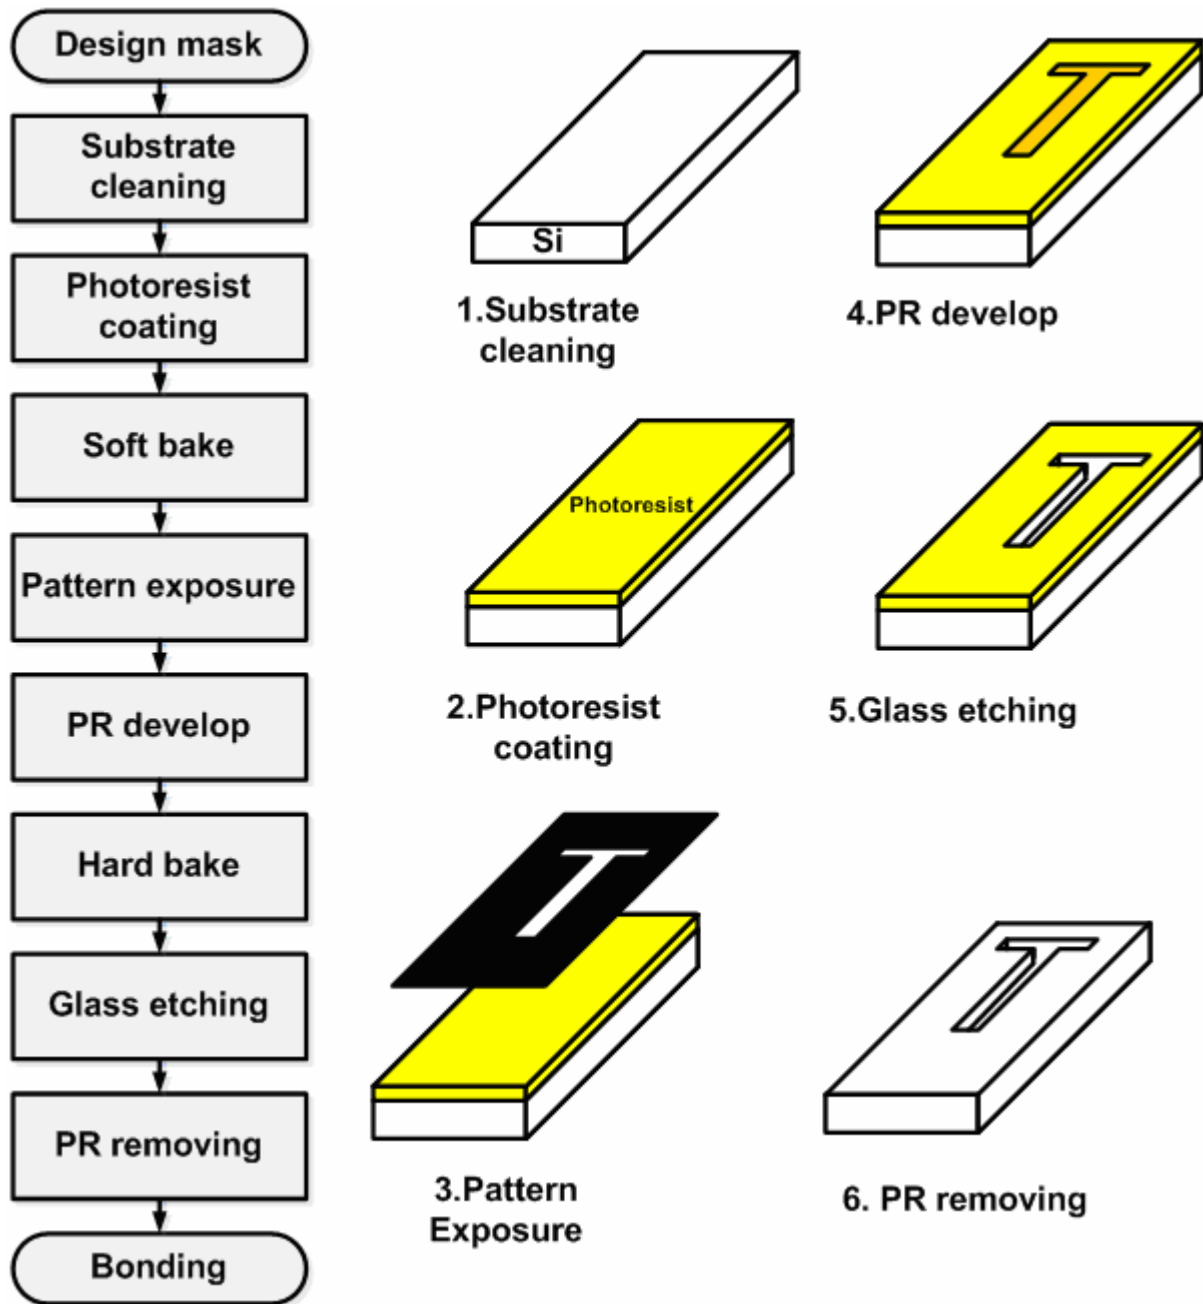 Design mask
Substrate
cleaning
Photoresist
coating
Soft bake
Pattern exposure
PR develop
Hard bake
Glass etching
PR removing
Bonding
Si
1.Substrate
cleaning
Photoresist
2.Photoresist
coating
3.Pattern
Exposure
4.PR develop
5.Glass etching
6. PR removing